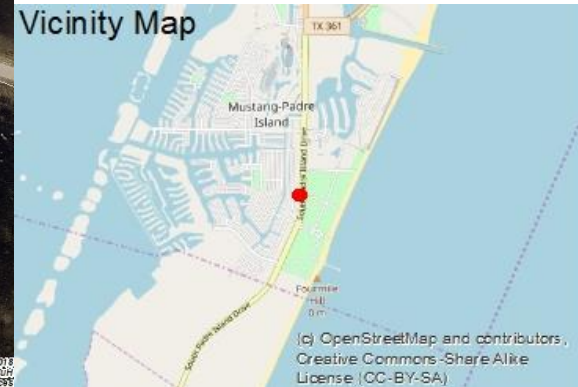 Vicinity Map
TX 361
Mustang-Padre
Island
South Padre Island Drive
South Padre Island Drive
Fourmile
Hill
0 m
(c) OpenStreetMap and contributors,
Creative Commons-Share Alike
License (CC-BY-SA)